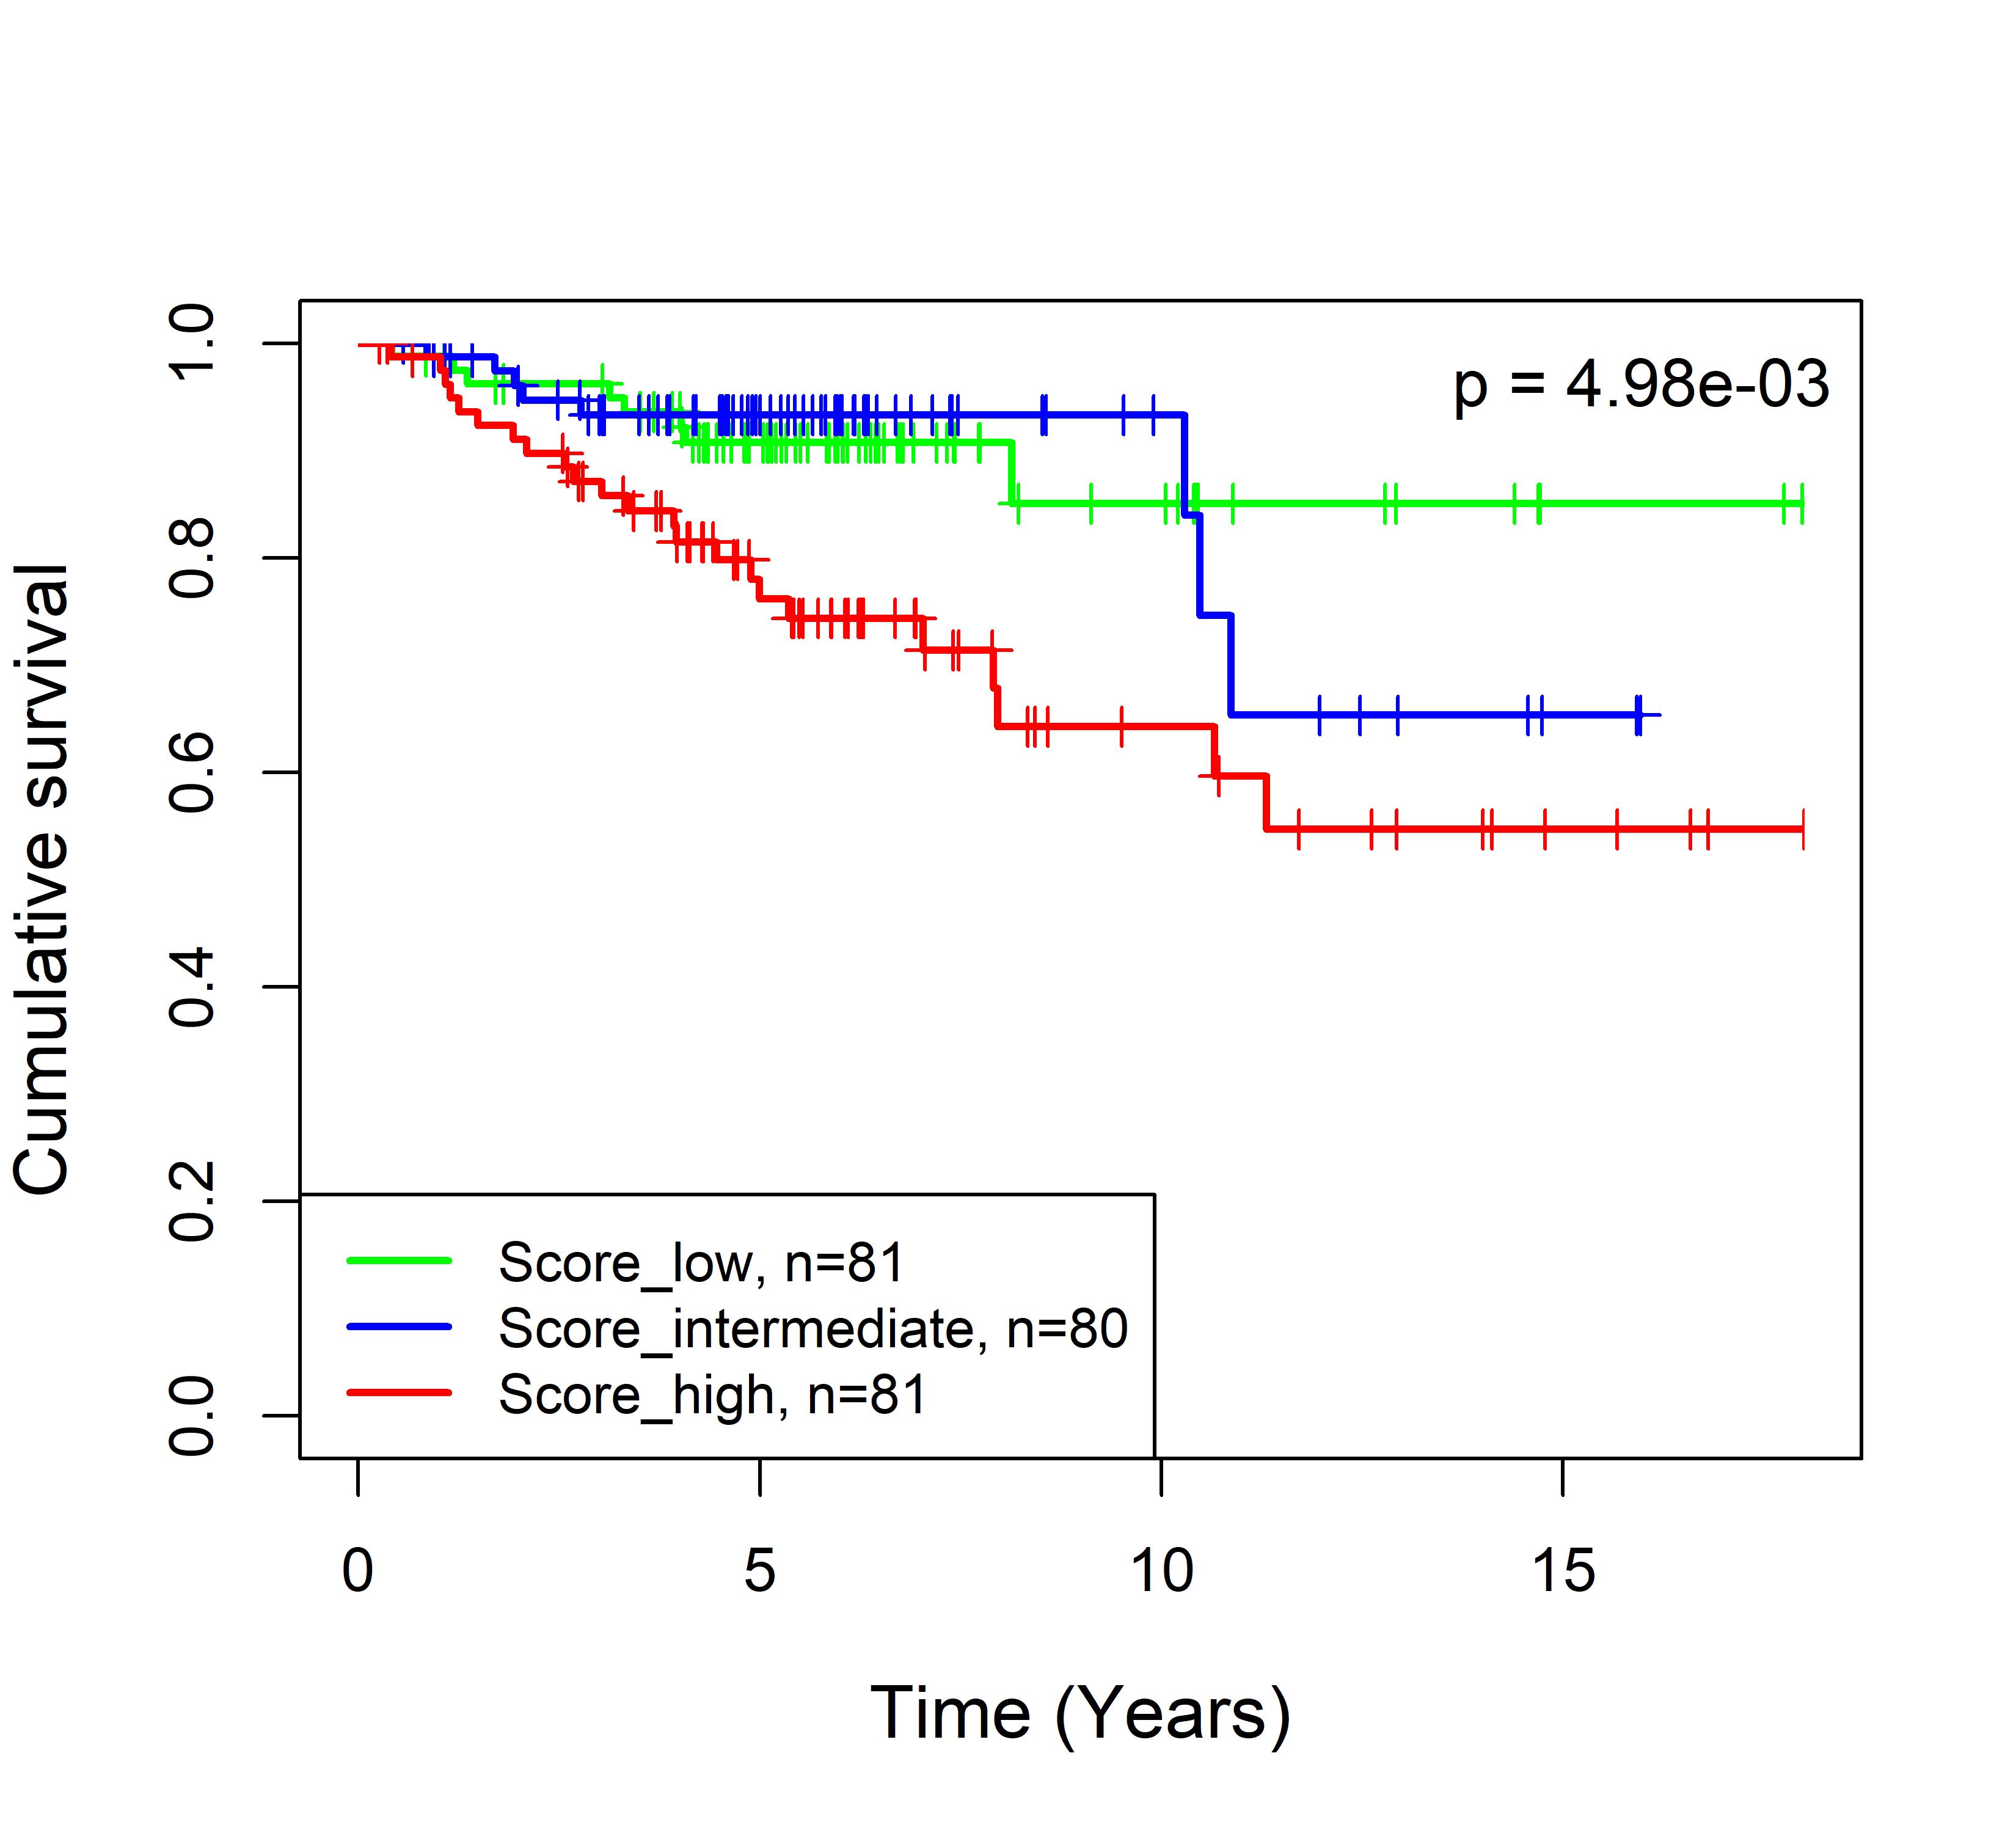 p = 4.98e-03
Cumulative survival
1.0
0.8
0.6
0.4
0.2
0.0
Score_low, n=81
Score_intermediate, n=80
Score_high, n=81
0 5 10 15
Time (Years)